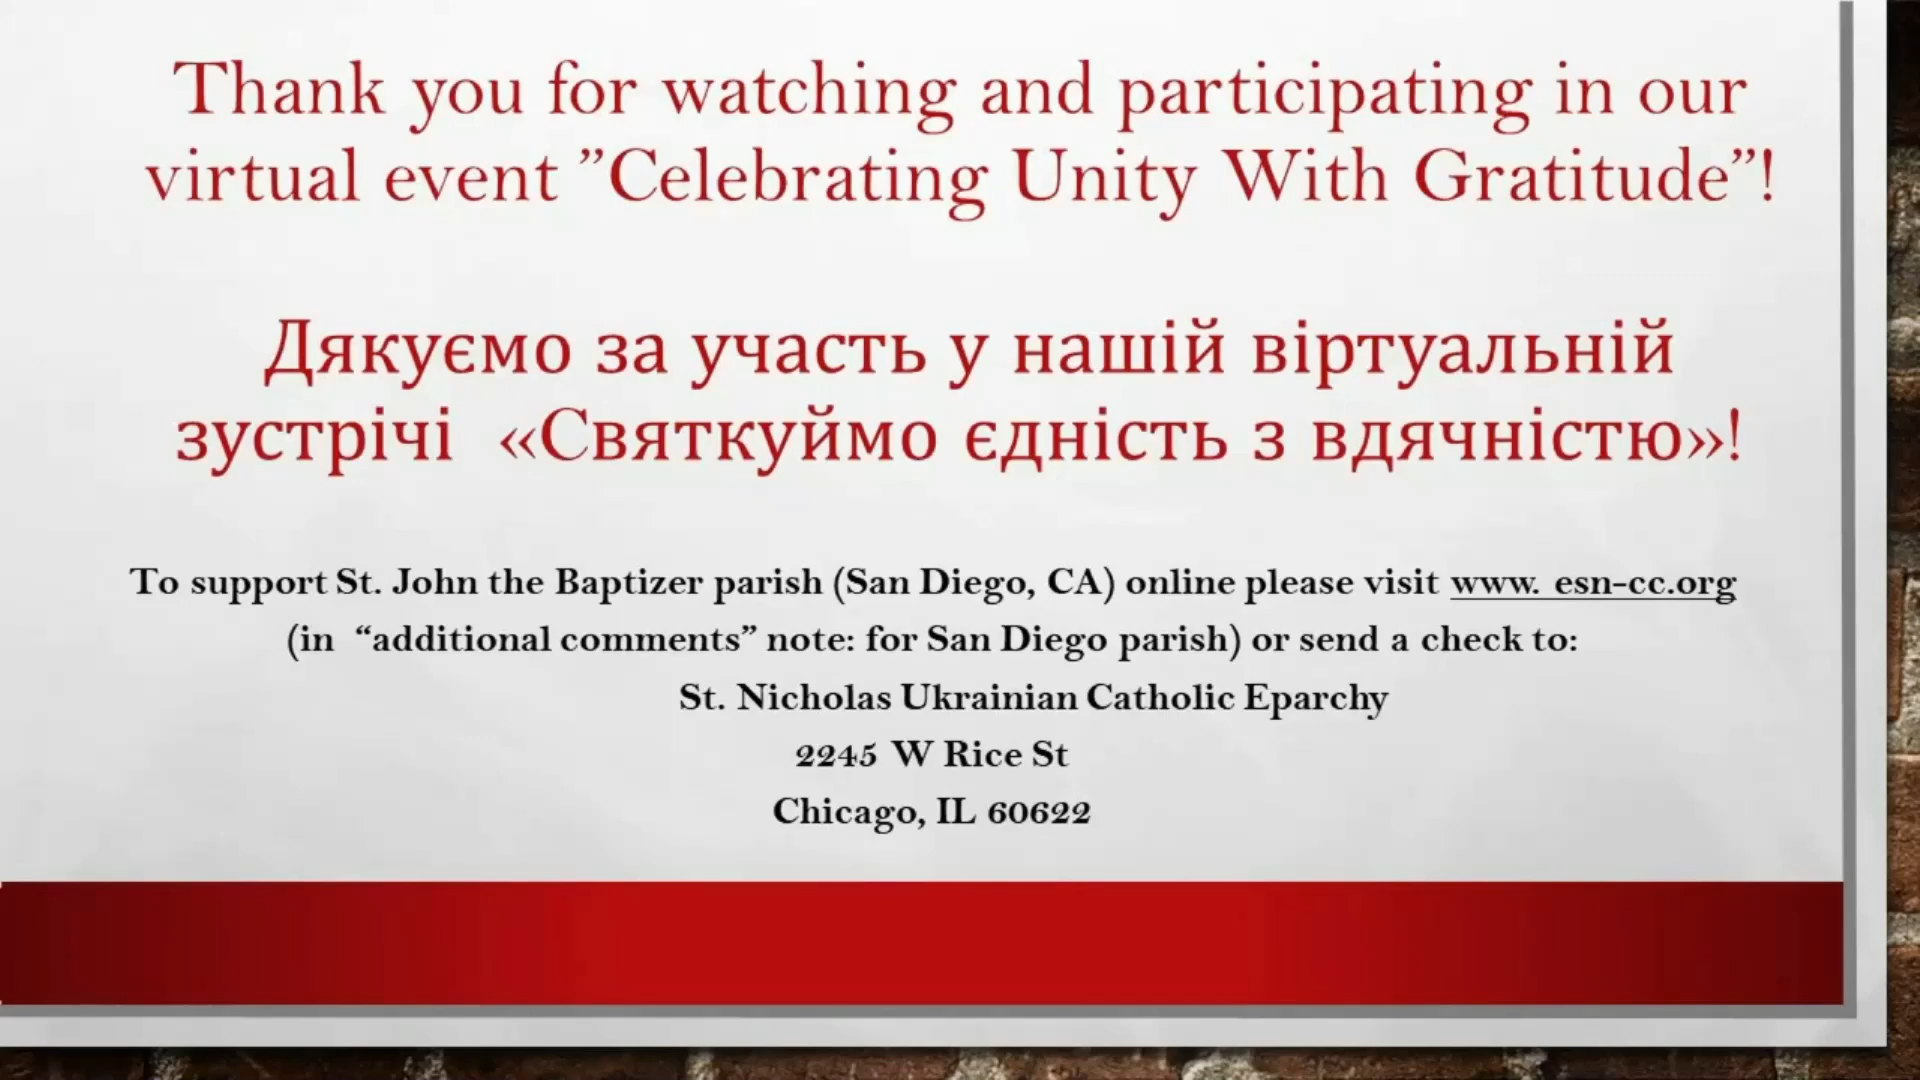 Thank you for watching and participating in our
virtual event ”Celebrating Unity With Gratitude”!
Дякуємо за участь у нашій віртуальній
зустрічі «Святкуймо єдність з вдячністю»!
To support St. John the Baptizer parish (San Diego, CA) online please visit www. esn-cc.org
(in “additional comments” note: for San Diego parish) or send a check to:
St. Nicholas Ukrainian Catholic Eparchy
2245 W Rice St
Chicago, IL 60622